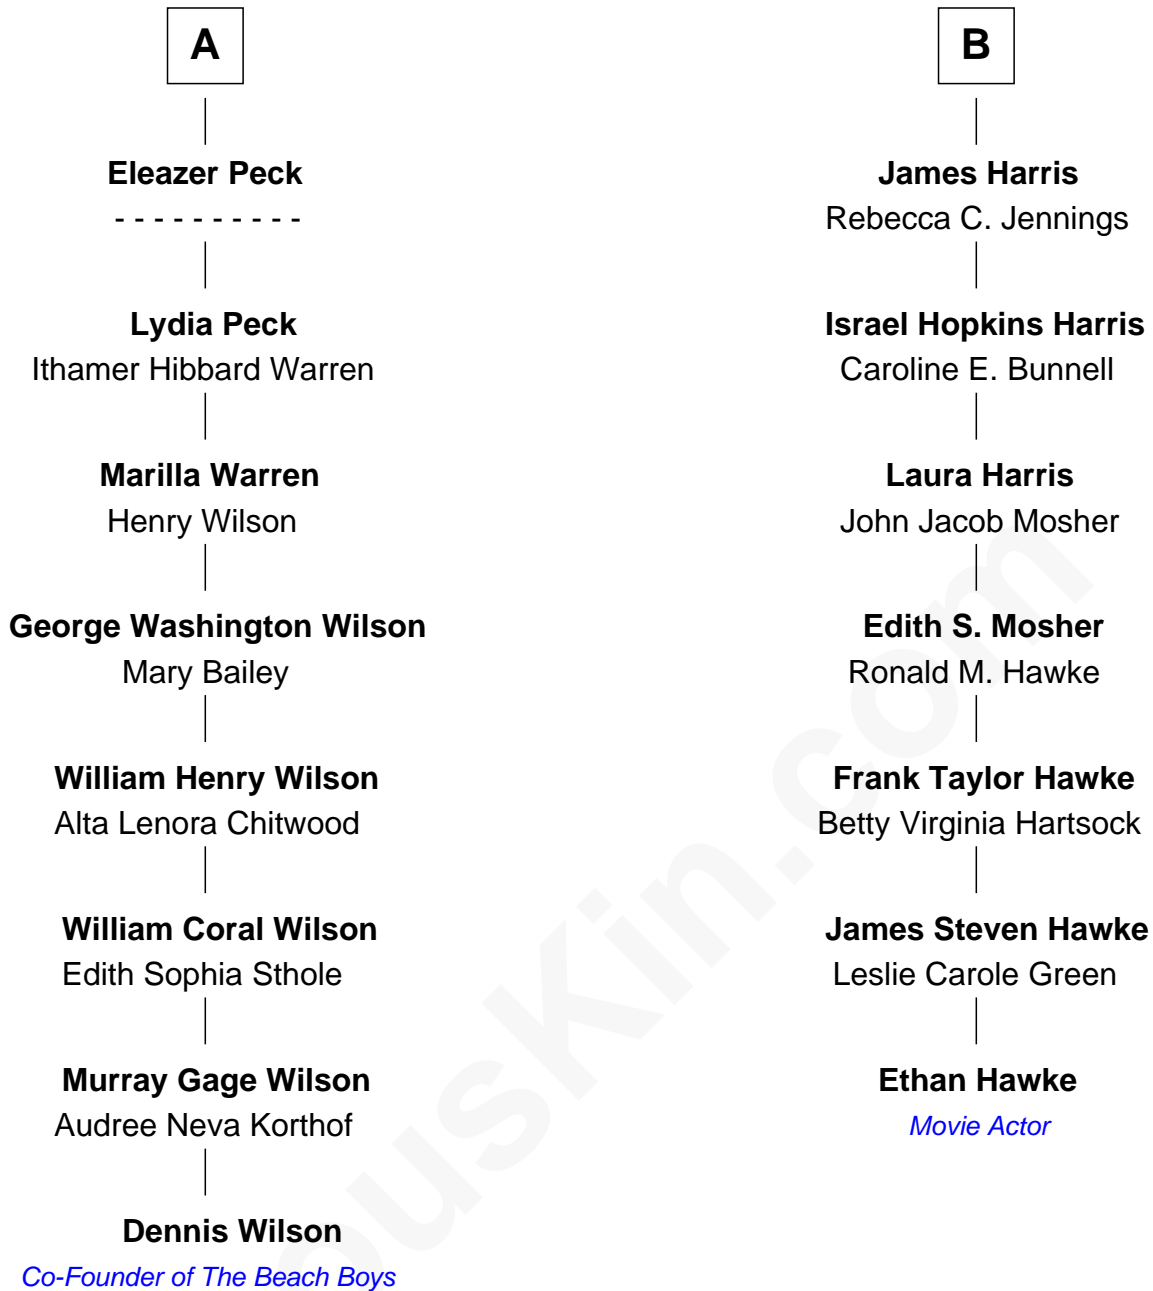 A
Eleazer Peck
- - - - - - - - - -
Lydia Peck
Ithamer Hibbard Warren
Marilla Warren
Henry Wilson
George Washington Wilson
Mary Bailey
William Henry Wilson
Alta Lenora Chitwood
William Coral Wilson
Edith Sophia Sthole
Murray Gage Wilson
Audree Neva Korthof
Dennis Wilson
Co-Founder of The Beach Boys
B
James Harris
Rebecca C. Jennings
Israel Hopkins Harris
Caroline E. Bunnell
Laura Harris
John Jacob Mosher
Edith S. Mosher
Ronald M. Hawke
Frank Taylor Hawke
Betty Virginia Hartsock
James Steven Hawke
Leslie Carole Green
Ethan Hawke
Movie Actor
ousKin.com